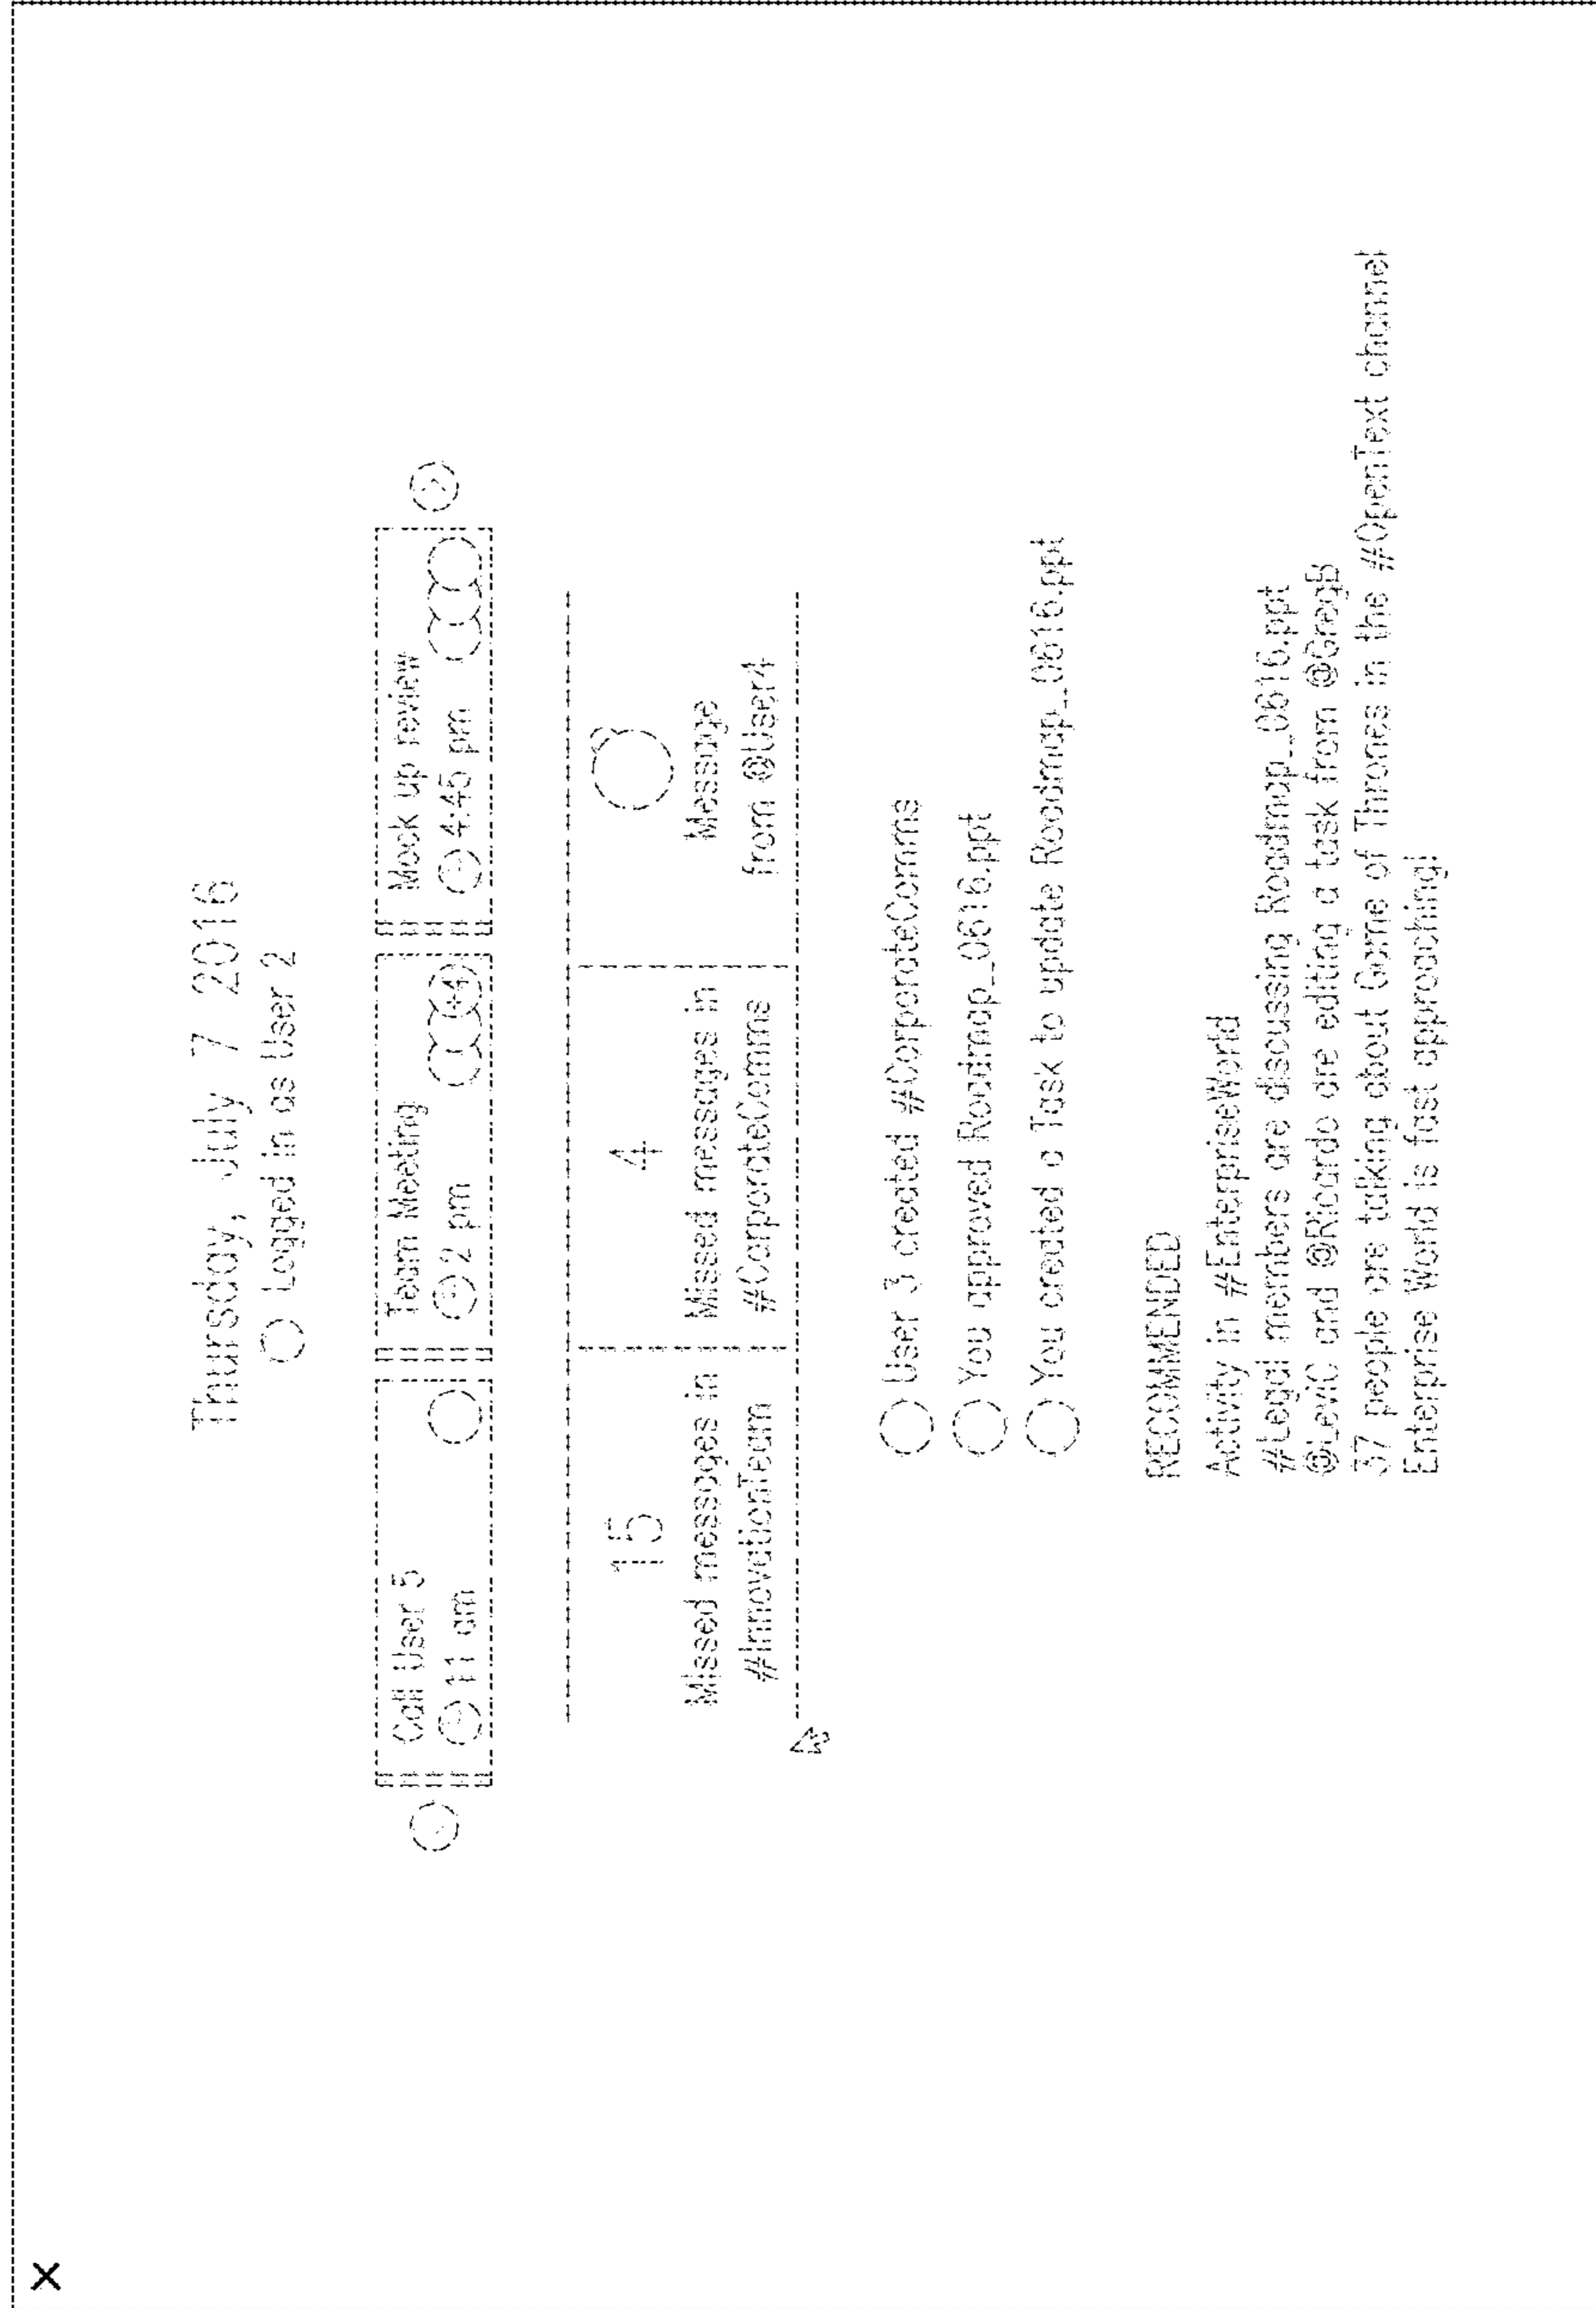 Thursday, July 7 2016
Logged in as User 2
Call User 5
11 am
Team Meeting
2 pm
+4
Mock up review
4:45 pm
15
Missed messages in
#InnovationTeam
4
Missed messages in
#CorporateComms
Message
from @User4
User 3 created #CorporateComms
You approved Roadmap_0616.ppt
You created a Task to update Roadmap_0616.ppt
RECOMMENDED
Activity in #EnterpriseWorld
#Legal members are discussing Roadmap_0616.ppt
@LeviC and @Ricardo are editing a task from @GregB
37 people are talking about Game of Thrones in the #OpenText channel
Enterprise World is fast approaching!